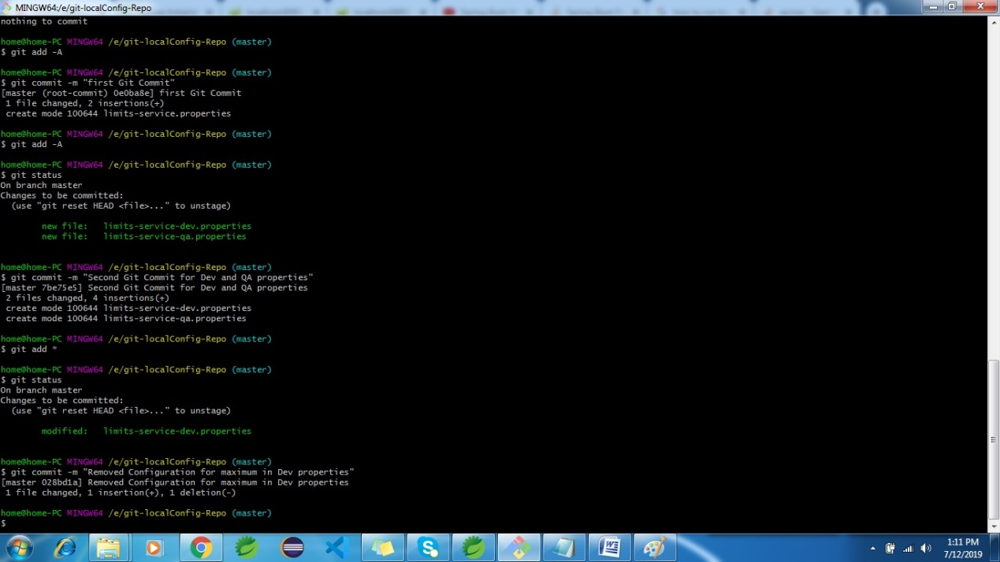 MINGW64:/e/git-localConfig-Repo
nothing to commit
home@home-PC MINGW64 /e/git-localConfig-Repo (master)
$ git add -A
home@home-PC MINGW64 /e/git-localConfig-Repo (master)
$ git commit -m "first Git Commit"
[master (root-commit) 0e0ba8e] first Git Commit
 1 file changed, 2 insertions(+)
 create mode 100644 limits-service.properties
home@home-PC MINGW64 /e/git-localConfig-Repo (master)
$ git add -A
home@home-PC MINGW64 /e/git-localConfig-Repo (master)
$ git status
On branch master
Changes to be committed:
  (use "git reset HEAD <file>..." to unstage)
        new file:   limits-service-dev.properties
        new file:   limits-service-qa.properties
home@home-PC MINGW64 /e/git-localConfig-Repo (master)
$ git commit -m "Second Git Commit for Dev and QA properties"
[master 7be75e5] Second Git Commit for Dev and QA properties
 2 files changed, 4 insertions(+)
 create mode 100644 limits-service-dev.properties
 create mode 100644 limits-service-qa.properties
home@home-PC MINGW64 /e/git-localConfig-Repo (master)
$ git add *
home@home-PC MINGW64 /e/git-localConfig-Repo (master)
$ git status
On branch master
Changes to be committed:
  (use "git reset HEAD <file>..." to unstage)
        modified:   limits-service-dev.properties
home@home-PC MINGW64 /e/git-localConfig-Repo (master)
$ git commit -m "Removed Configuration for maximum in Dev properties"
[master 028bd1a] Removed Configuration for maximum in Dev properties
 1 file changed, 1 insertion(+), 1 deletion(-)
home@home-PC MINGW64 /e/git-localConfig-Repo (master)
$
1:11 PM
7/12/2019